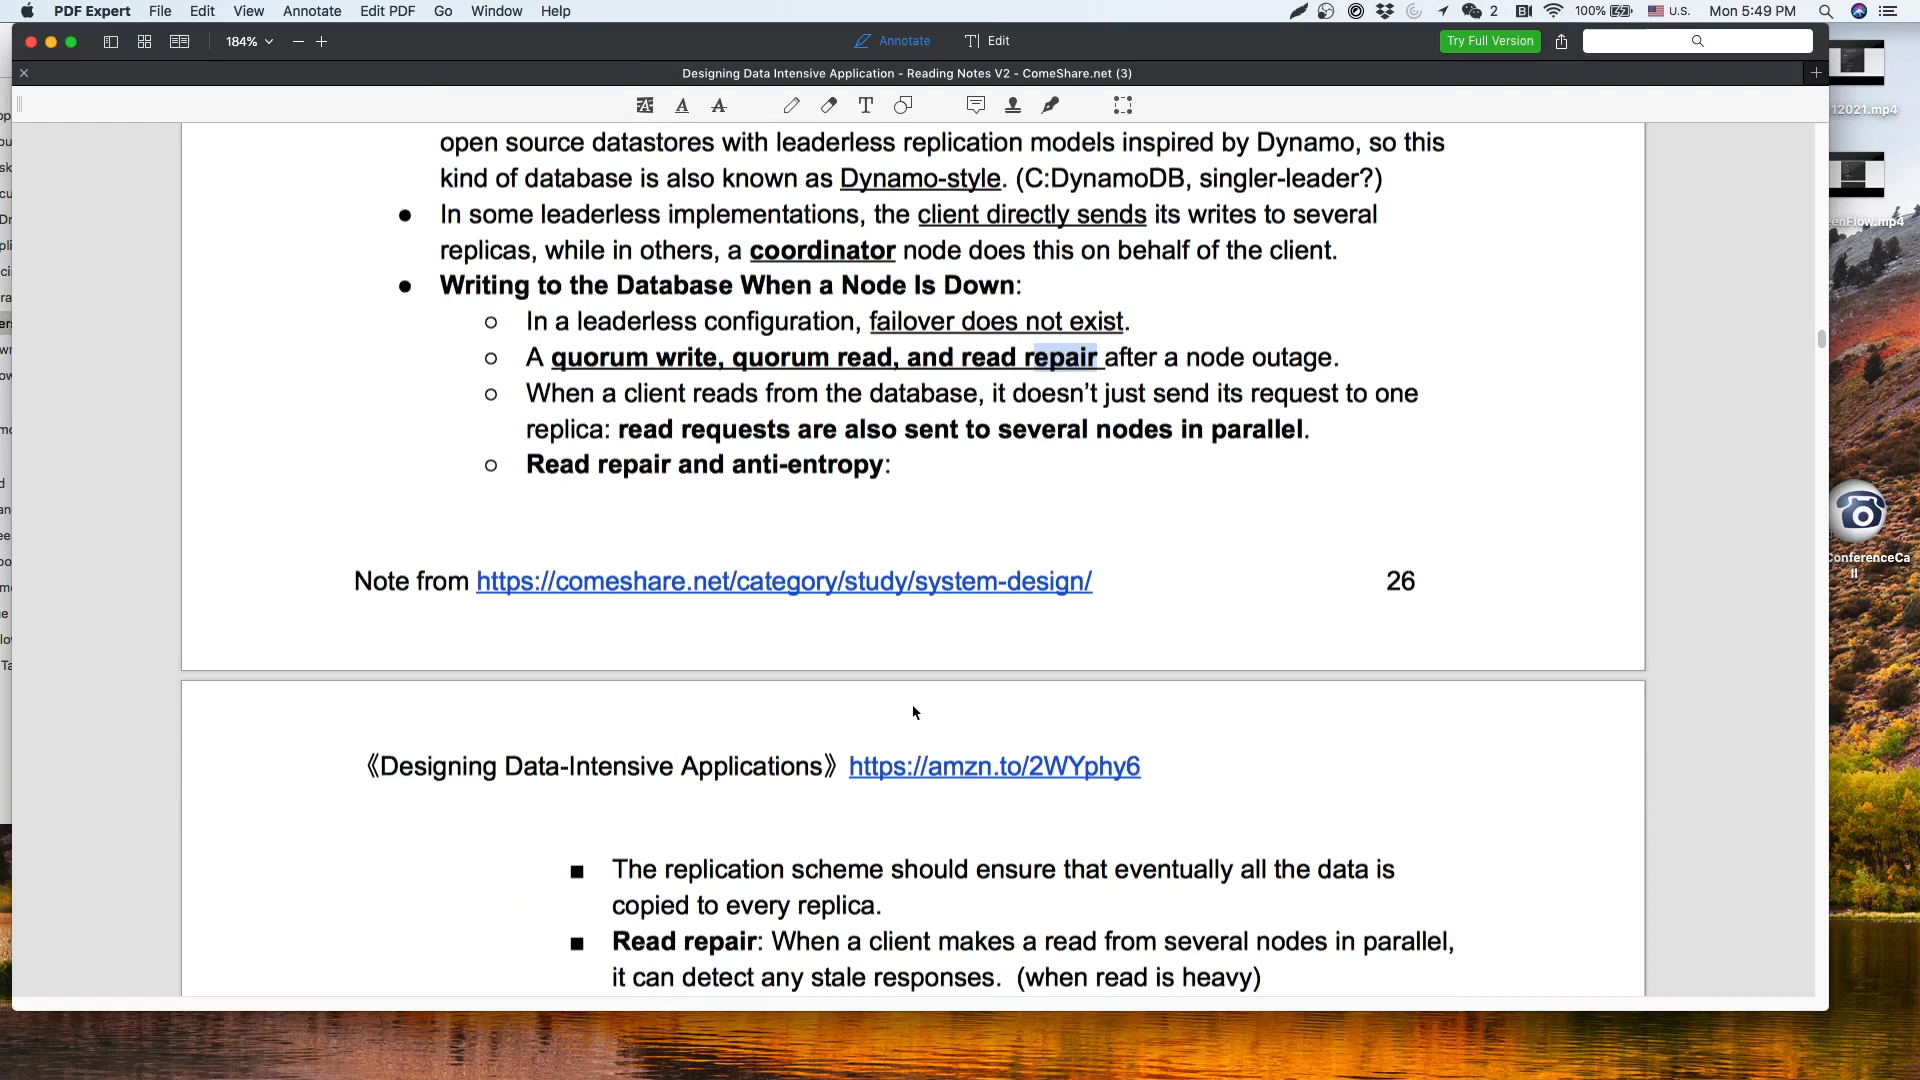 PDF Expert File Edit View Annotate Edit PDF Go Window Help 2 100% U.S. Mon 5:49 PM
184% Annotate Edit Try Full Version
Designing Data Intensive Application - Reading Notes V2 - ComeShare.net (3)
12021.mp4
open source datastores with leaderless replication models inspired by Dynamo, so this
kind of database is also known as Dynamo-style. (C:DynamoDB, singler-leader?)
● In some leaderless implementations, the client directly sends its writes to several
replicas, while in others, a coordinator node does this on behalf of the client.
enFlow.mp4
● Writing to the Database When a Node Is Down:
○ In a leaderless configuration, failover does not exist.
○ A quorum write, quorum read, and read repair after a node outage.
○ When a client reads from the database, it doesn't just send its request to one
replica: read requests are also sent to several nodes in parallel.
○ Read repair and anti-entropy:
ConferenceCa
ll
Note from https://comeshare.net/category/study/system-design/ 26
《Designing Data-Intensive Applications》 https://amzn.to/2WYphy6
■ The replication scheme should ensure that eventually all the data is
copied to every replica.
■ Read repair: When a client makes a read from several nodes in parallel,
it can detect any stale responses. (when read is heavy)